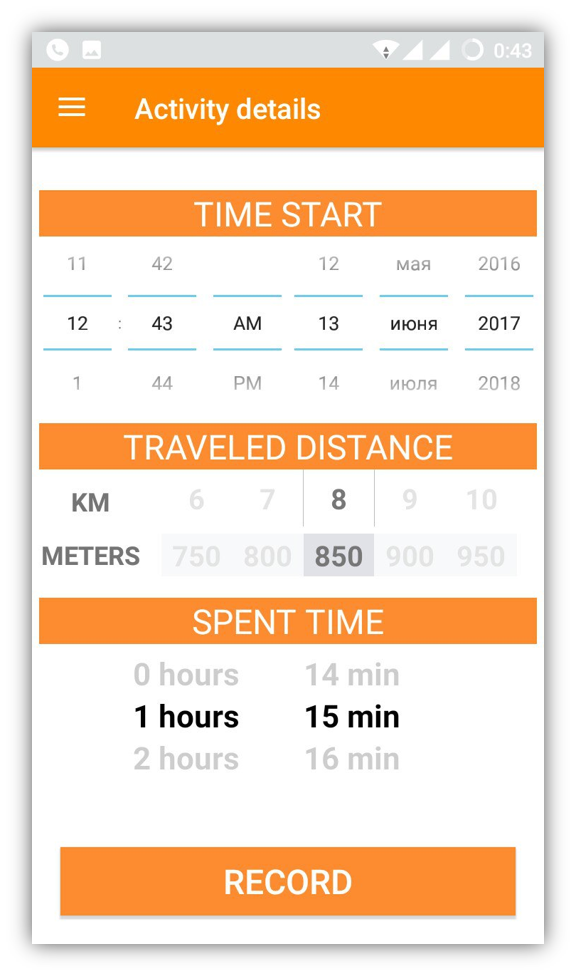 0:43
Activity details
TIME START
11 42 12 мая 2016
12 : 43 AM 13 июня 2017
1 44 PM 14 июля 2018
TRAVELED DISTANCE
KM 6 7 8 9 10
METERS 750 800 850 900 950
SPENT TIME
0 hours 14 min
1 hours 15 min
2 hours 16 min
RECORD